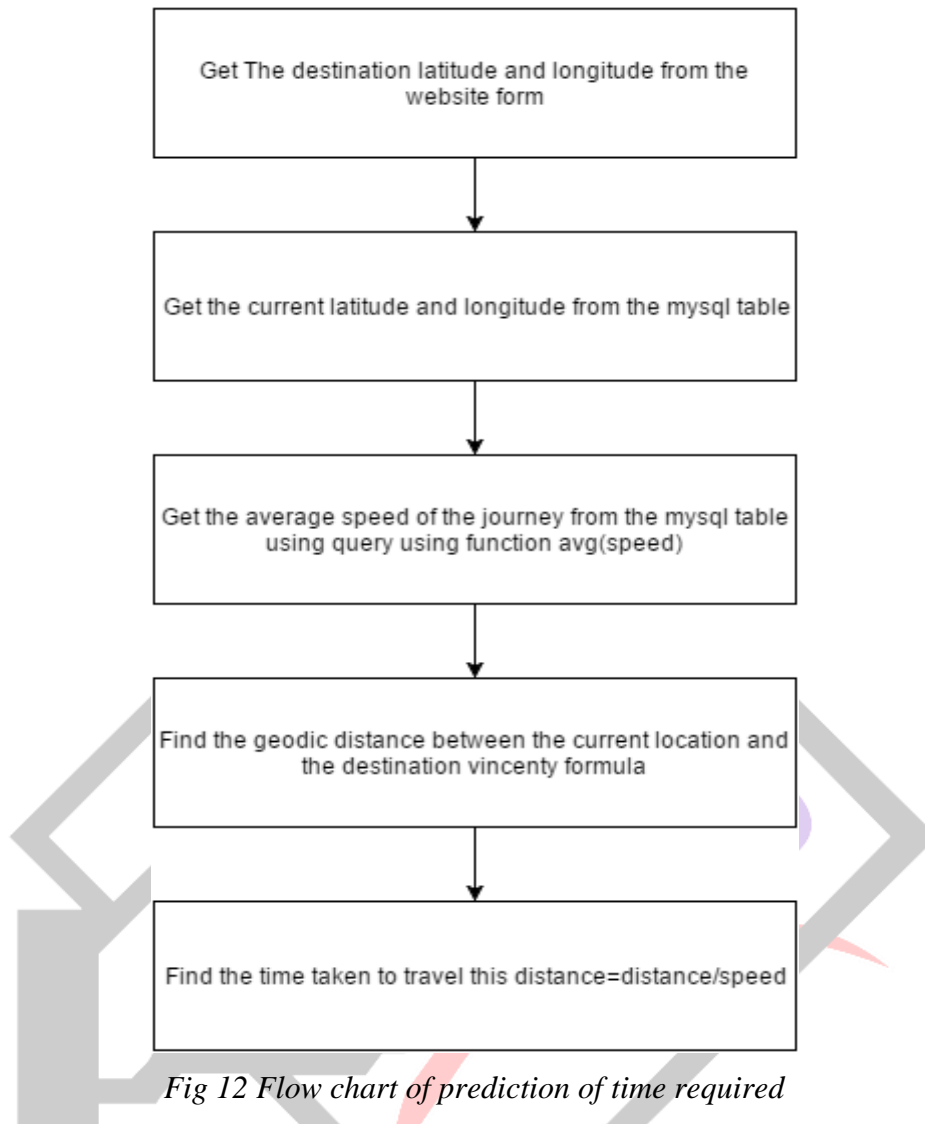 Get The destination latitude and longitude from the
website form
Get the current latitude and longitude from the mysql table
Get the average speed of the journey from the mysql table
using query using function avg(speed)
Find the geodic distance between the current location and
the destination vincenty formula
Find the time taken to travel this distance=distance/speed
Fig 12 Flow chart of prediction of time required